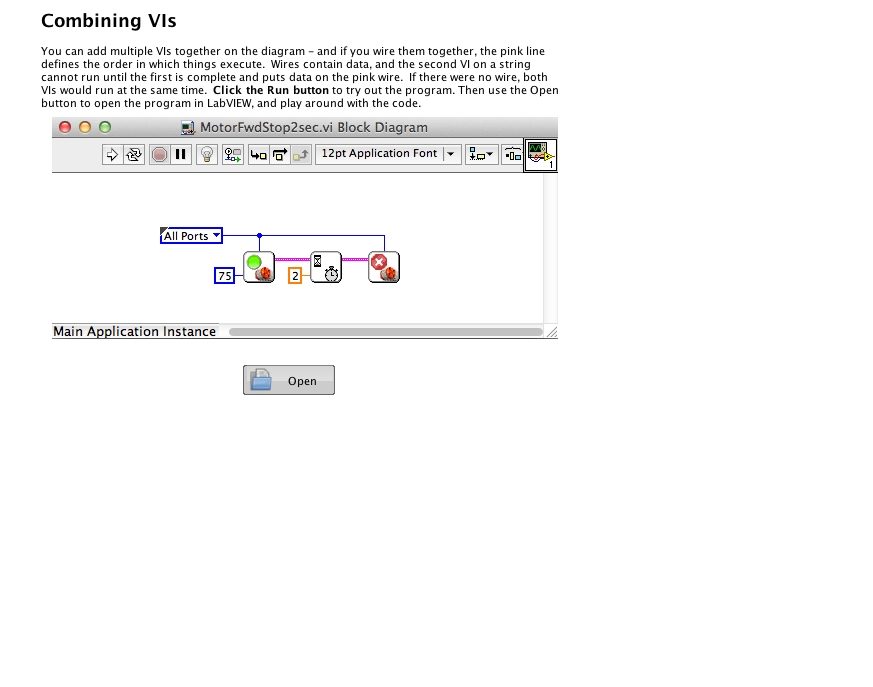 Combining VIs
You can add multiple VIs together on the diagram – and if you wire them together, the pink line
defines the order in which things execute.  Wires contain data, and the second VI on a string
cannot run until the first is complete and puts data on the pink wire.  If there were no wire, both
VIs would run at the same time.  Click the Run button to try out the program. Then use the Open
button to open the program in LabVIEW, and play around with the code.
MotorFwdStop2sec.vi Block Diagram
12pt Application Font
1
All Ports
75
2
Main Application Instance
Open